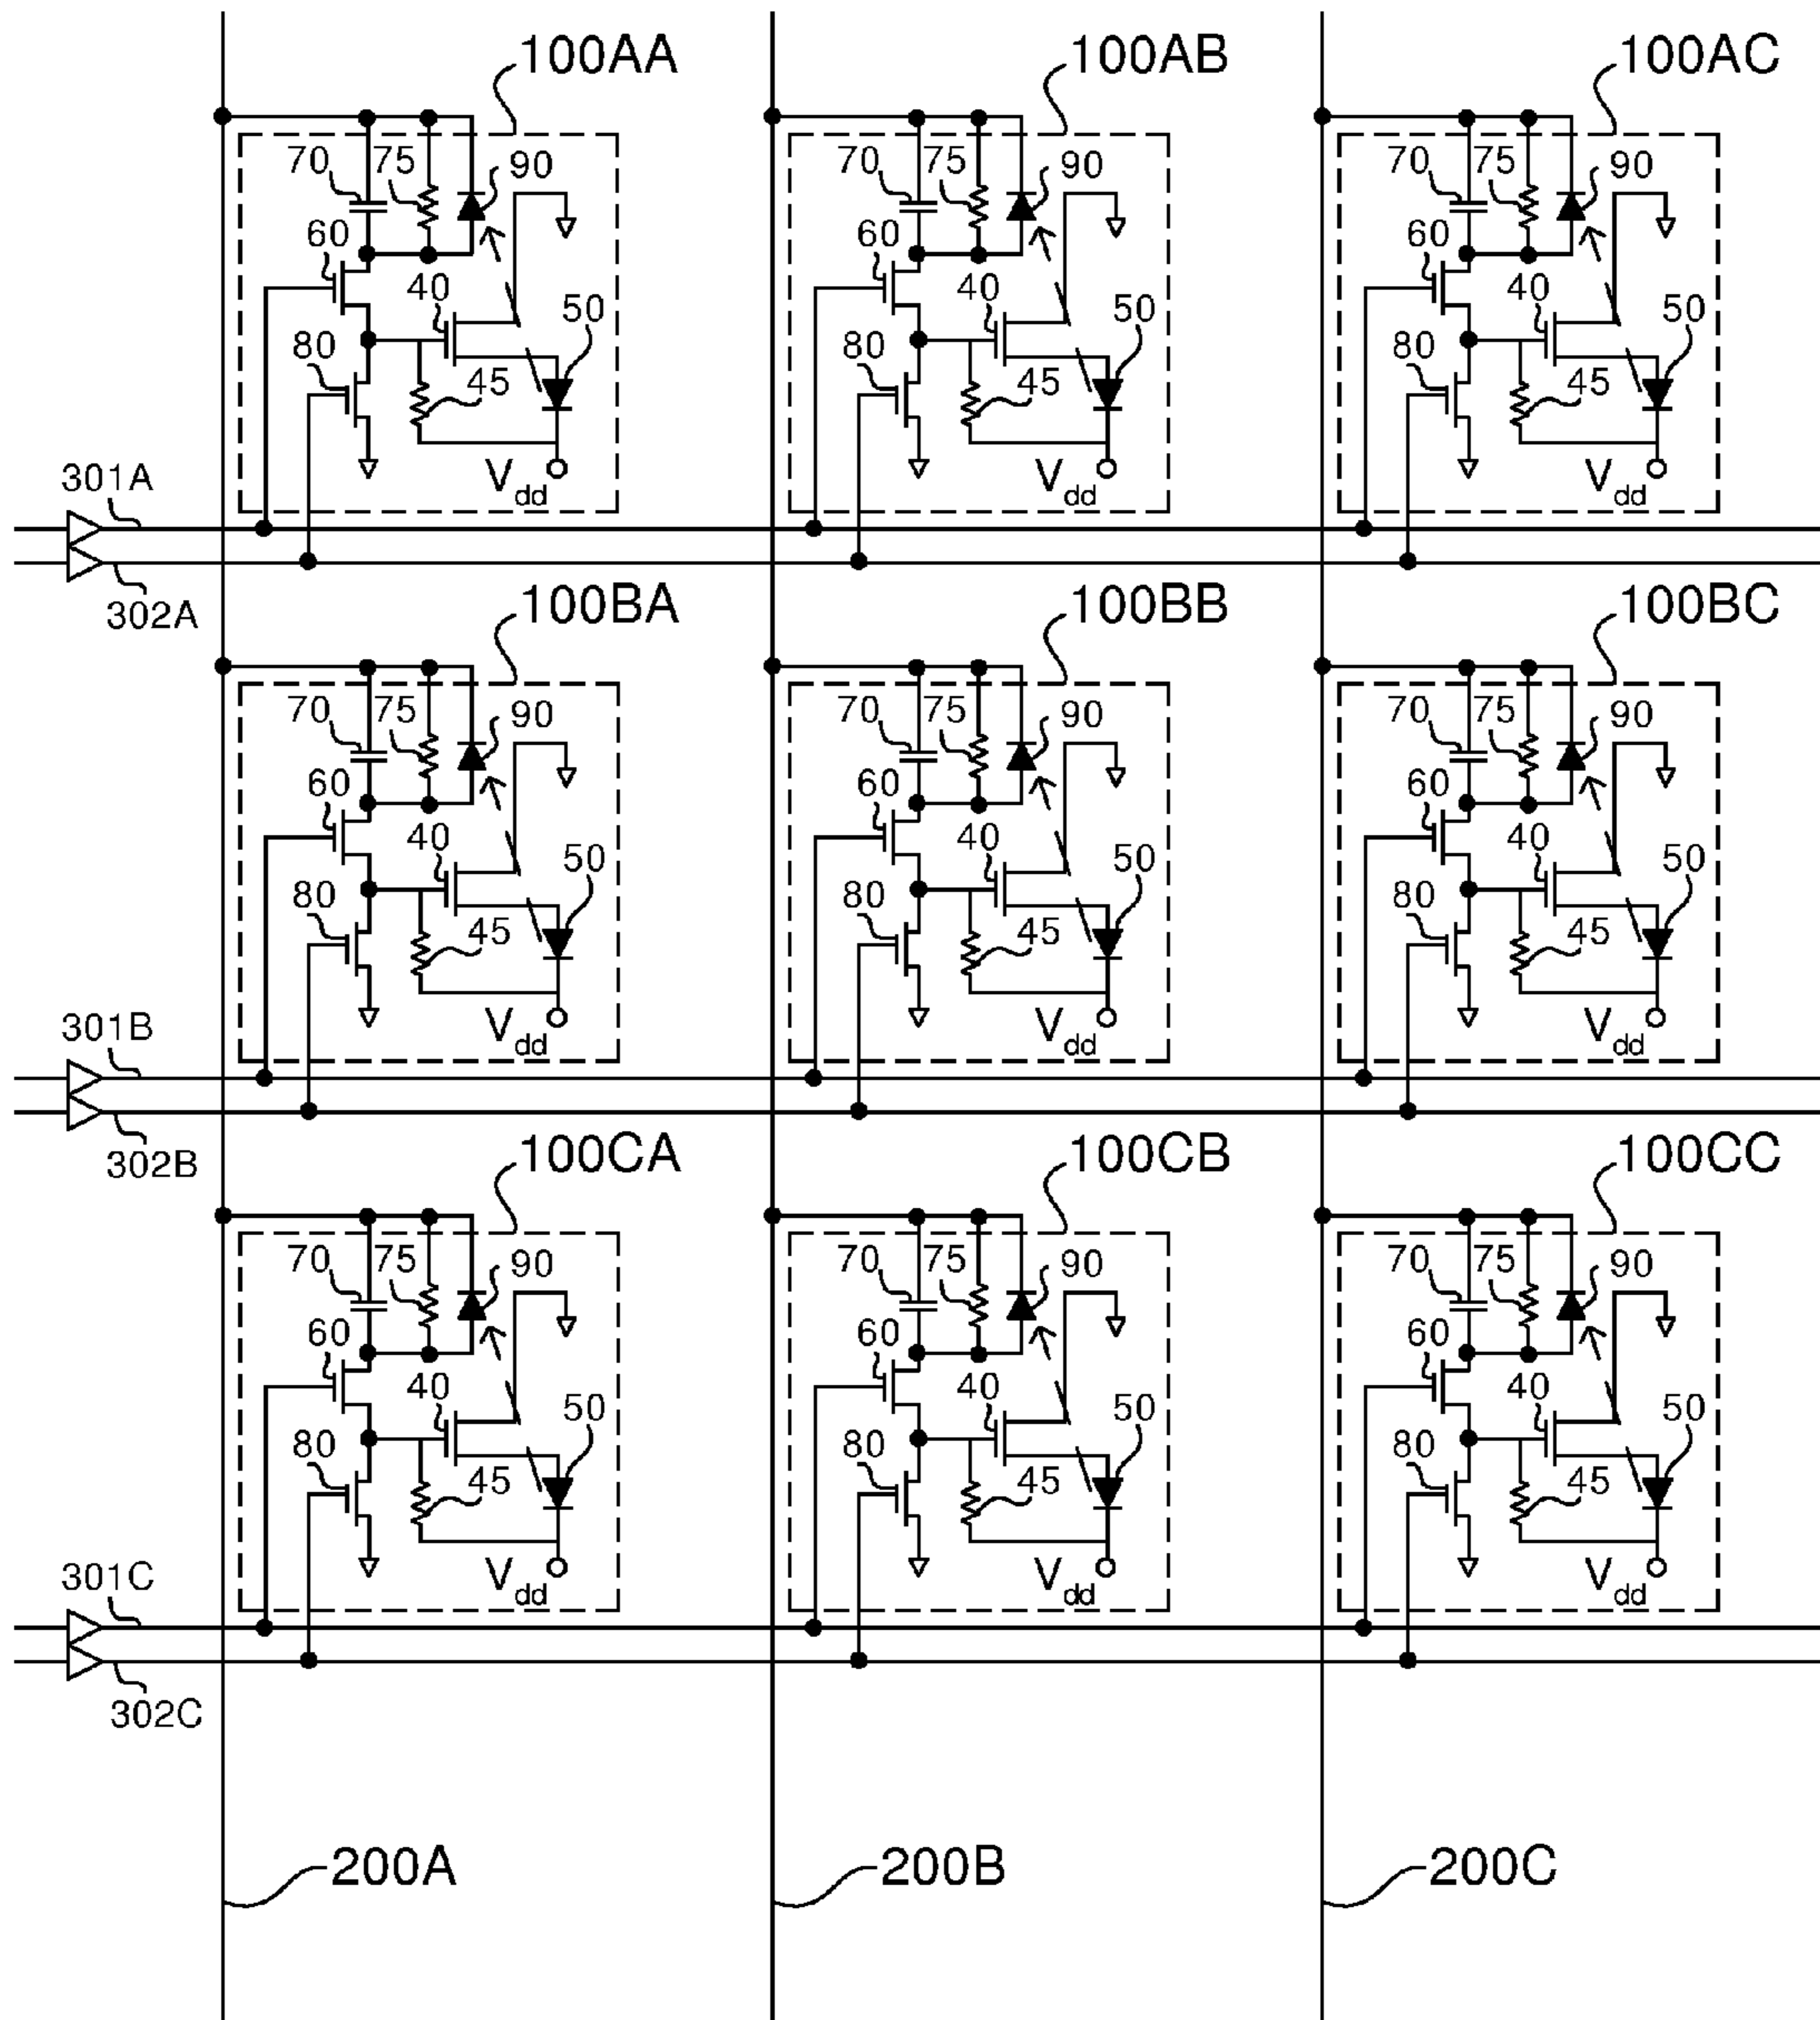 100AA 100AB 100AC
70 75 90 70 75 90 70 75 90
60 60 60
40 50 40 50 40 50
80 80 80
45 45 45
301A Vdd Vdd Vdd
302A
100BA 100BB 100BC
70 75 90 70 75 90 70 75 90
60 60 60
40 50 40 50 40 50
80 80 80
45 45 45
301B Vdd Vdd Vdd
302B
100CA 100CB 100CC
70 75 90 70 75 90 70 75 90
60 60 60
40 50 40 50 40 50
80 80 80
45 45 45
301C Vdd Vdd Vdd
302C
200A 200B 200C